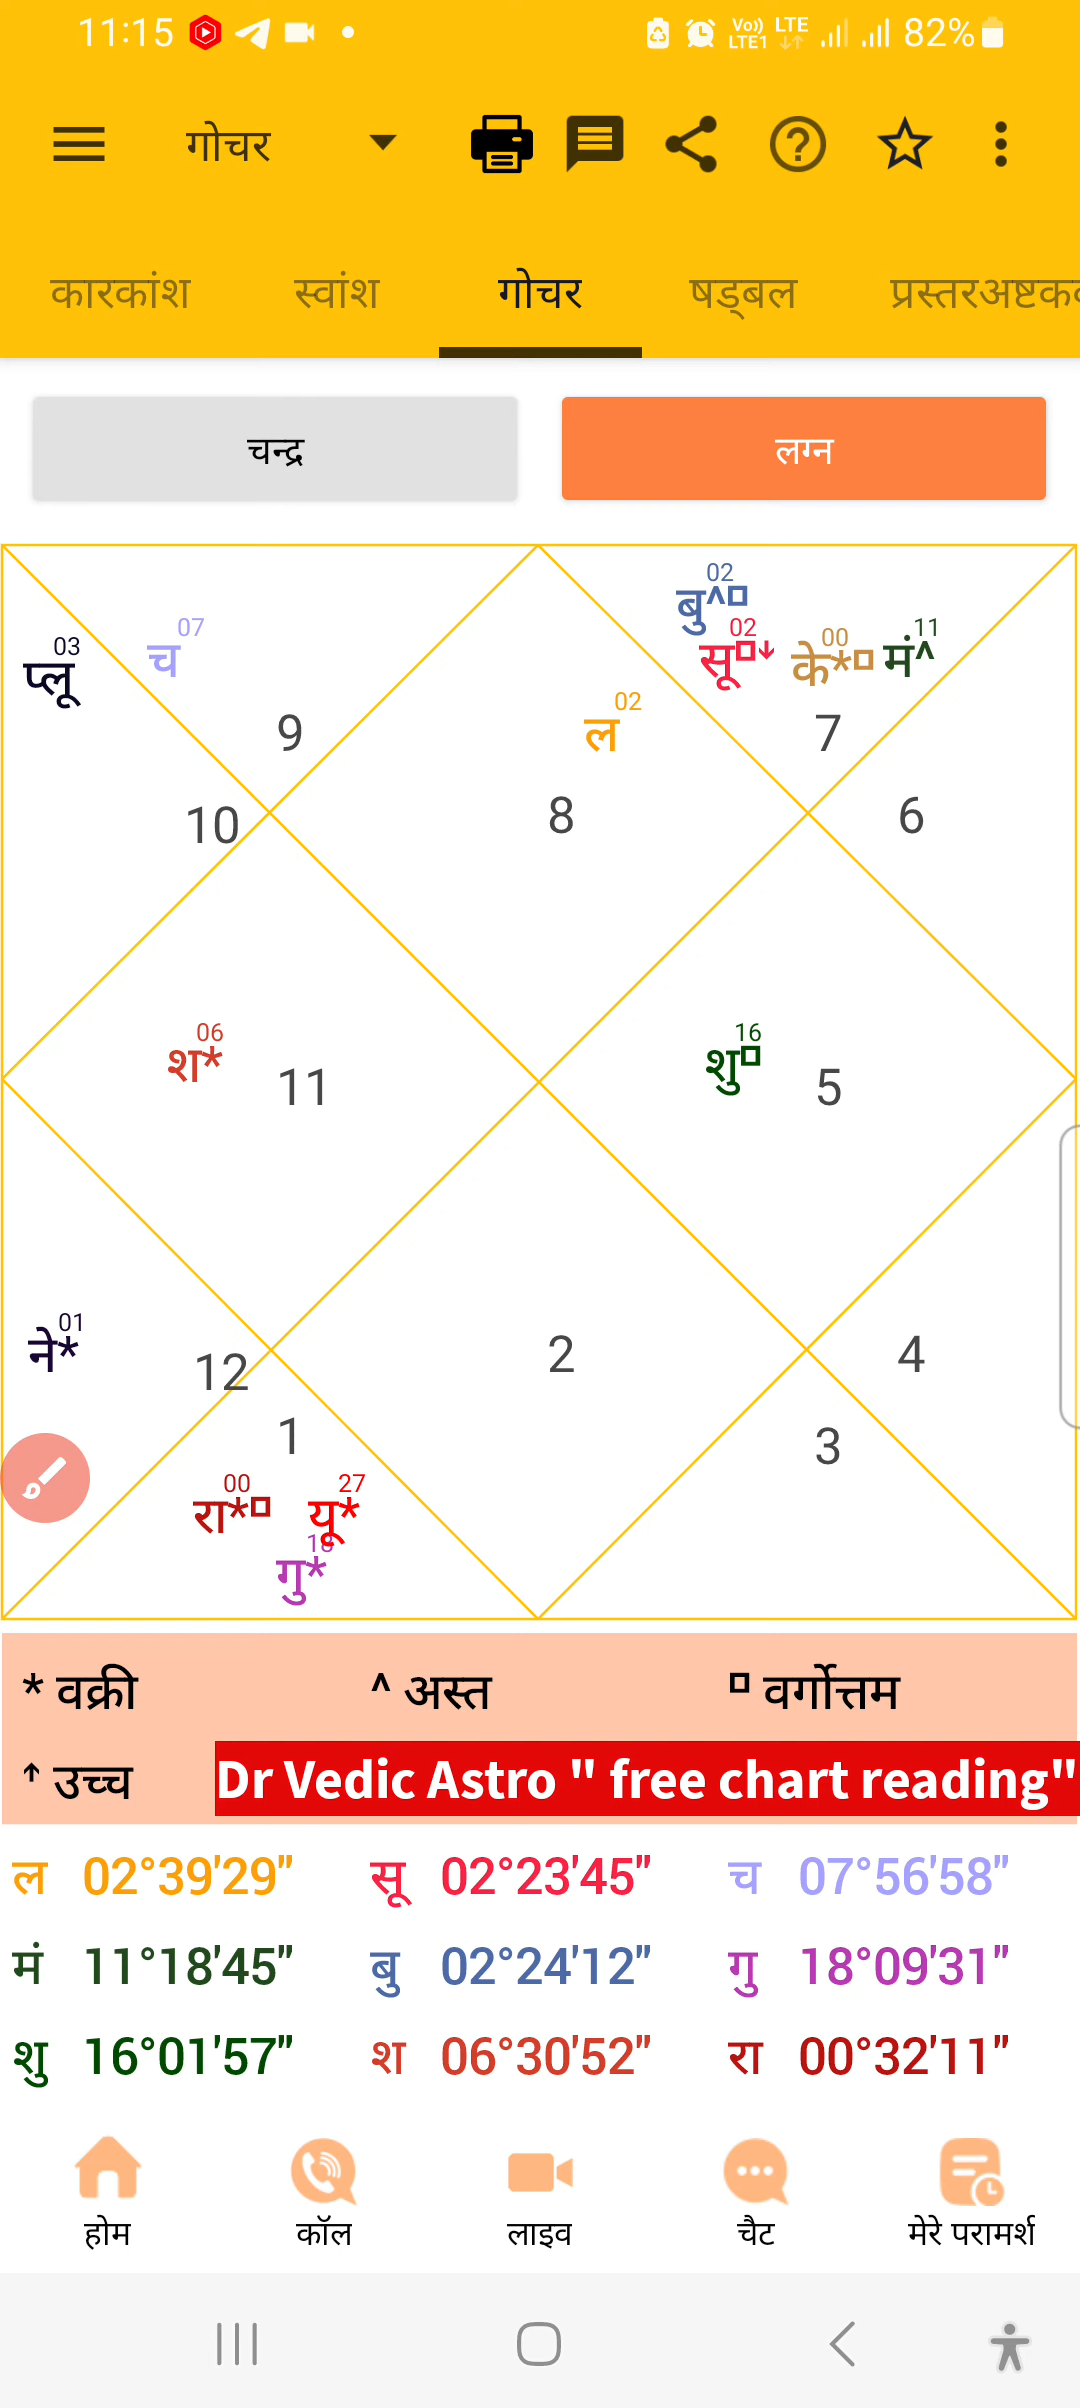 11:15 Vo)) LTE1 LTE 82%
गोचर
कारकांश स्वांश गोचर षड्बल प्रस्तरअष्टकव
चन्द्र लग्न
02
बु^
07 02 00 11
03 च सू के* मं^
प्लू 02
ल
9 7
10 8 6
06 16
श* शु
11 5
01
ने* 12 2 4
1 3
00 27
रा* यू*
18
गु*
* वक्री ^ अस्त वर्गोत्तम
उच्च Dr Vedic Astro " free chart reading"
ल 02°39'29" सू 02°23'45" च 07°56'58"
मं 11°18'45" बु 02°24'12" गु 18°09'31"
शु 16°01'57" श 06°30'52" रा 00°32'11"
होम कॉल लाइव चैट मेरे परामर्श